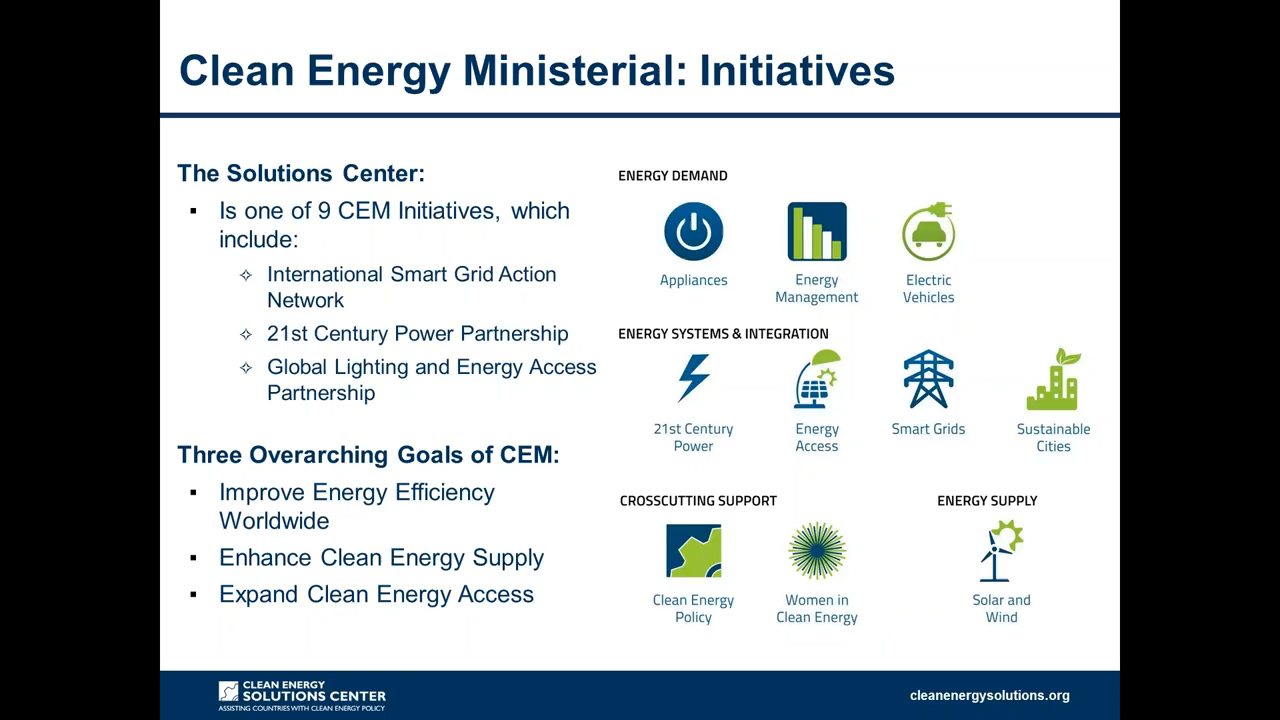 Clean Energy Ministerial: Initiatives
The Solutions Center:
▪ Is one of 9 CEM Initiatives, which
include:
✧ International Smart Grid Action
Network
✧ 21st Century Power Partnership
✧ Global Lighting and Energy Access
Partnership
Three Overarching Goals of CEM:
▪ Improve Energy Efficiency
Worldwide
▪ Enhance Clean Energy Supply
▪ Expand Clean Energy Access
ENERGY DEMAND
Appliances
Energy
Management
Electric
Vehicles
ENERGY SYSTEMS & INTEGRATION
21st Century
Power
Energy
Access
Smart Grids
Sustainable
Cities
CROSSCUTTING SUPPORT
Clean Energy
Policy
Women in
Clean Energy
ENERGY SUPPLY
Solar and
Wind
CLEAN ENERGY
SOLUTIONS CENTER
ASSISTING COUNTRIES WITH CLEAN ENERGY POLICY
cleanenergysolutions.org